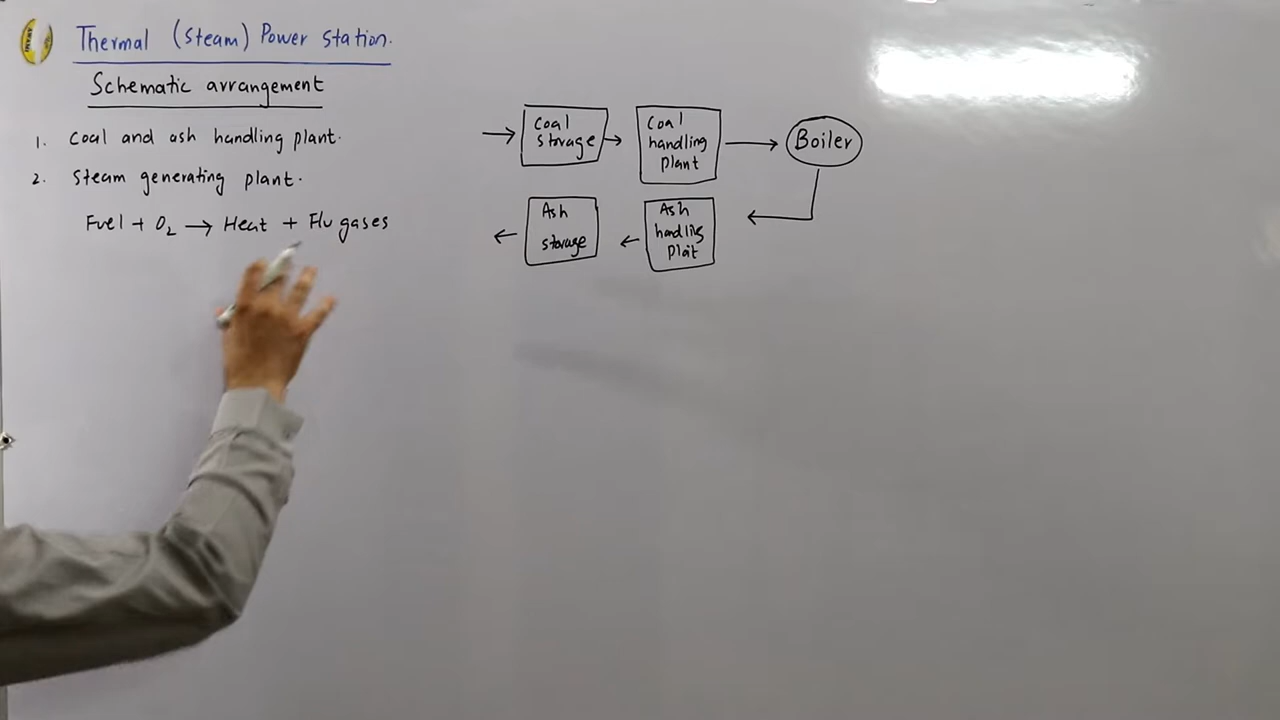 Thermal (Steam) Power Station.
Schematic arrangement
1. Coal and ash handling plant.
2. Steam generating plant.
Fuel + O₂ → Heat + Flu gases
Coal
storage
Coal
handling
plant
Boiler
Ash
storage
Ash
handling